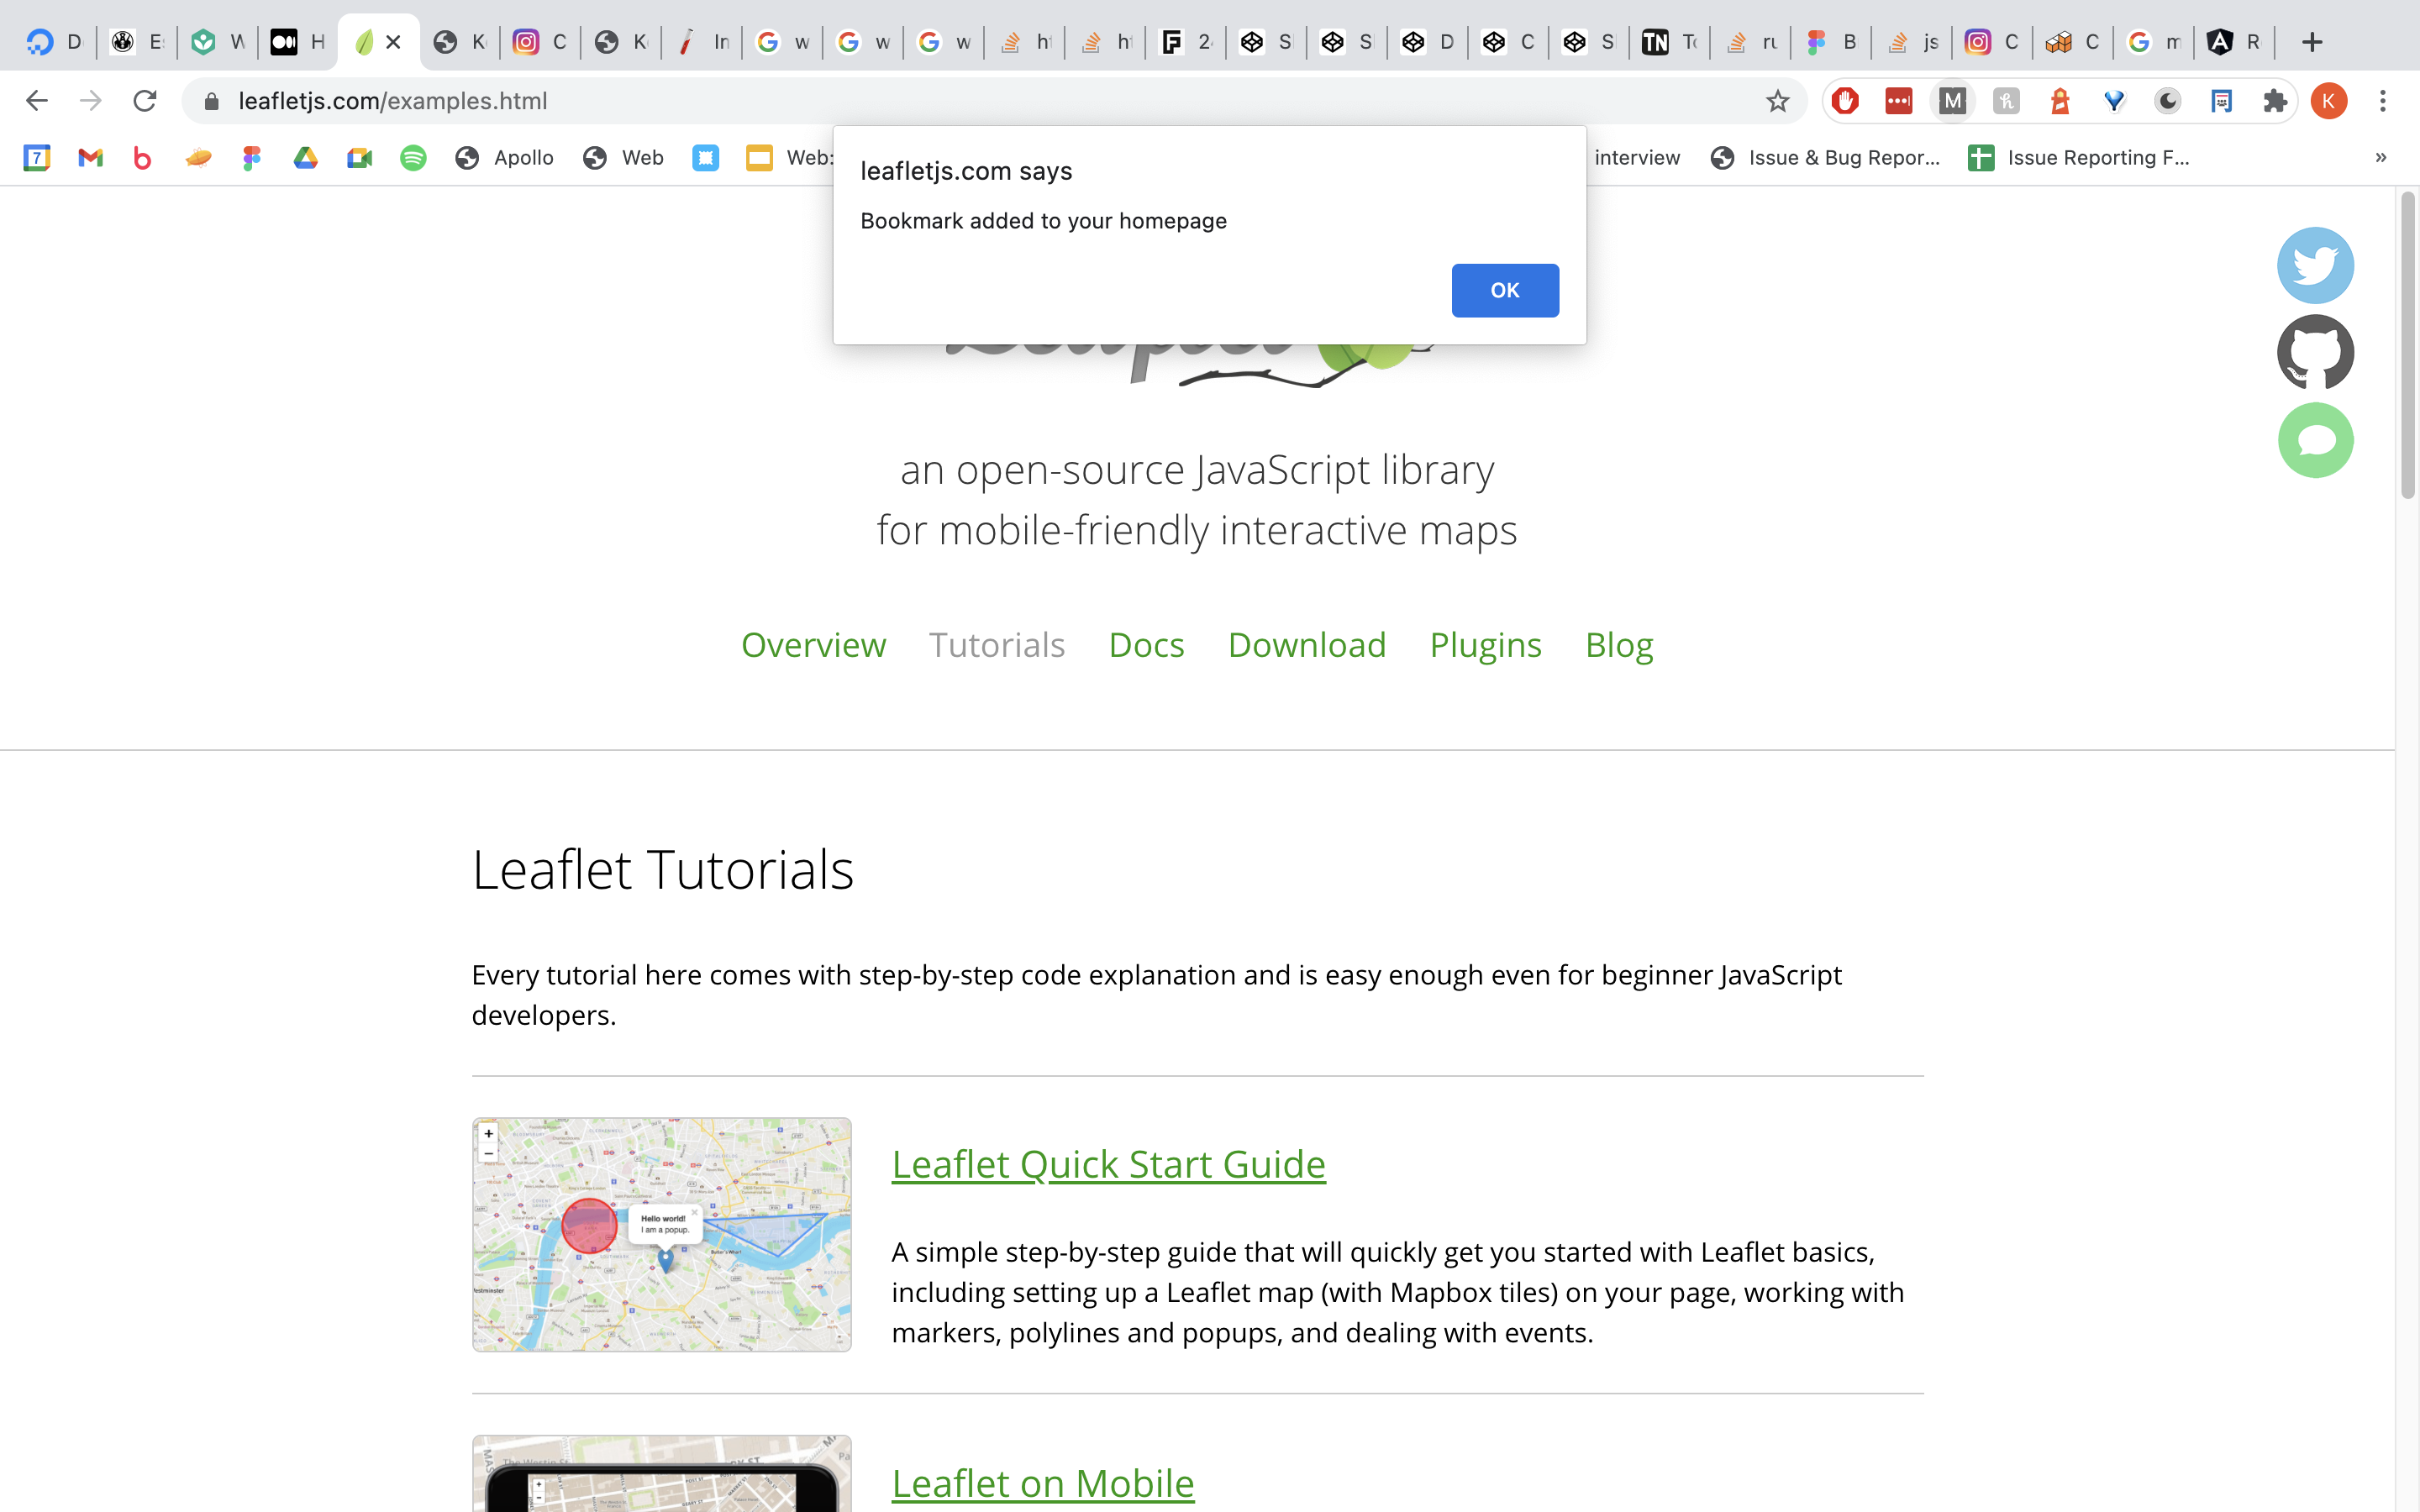 D E W H K C K In w w w h h 2 S S D C S TN To ru B js C C m R
leafletjs.com/examples.html
M K
7 Apollo Web Web: interview Issue & Bug Repor... Issue Reporting F... »
leafletjs.com says
Bookmark added to your homepage
OK
an open-source JavaScript library
for mobile-friendly interactive maps
Overview Tutorials Docs Download Plugins Blog
Leaflet Tutorials
Every tutorial here comes with step-by-step code explanation and is easy enough even for beginner JavaScript
developers.
+
−
Hello world!
I am a popup.
Leaflet Quick Start Guide
A simple step-by-step guide that will quickly get you started with Leaflet basics,
including setting up a Leaflet map (with Mapbox tiles) on your page, working with
markers, polylines and popups, and dealing with events.
Leaflet on Mobile